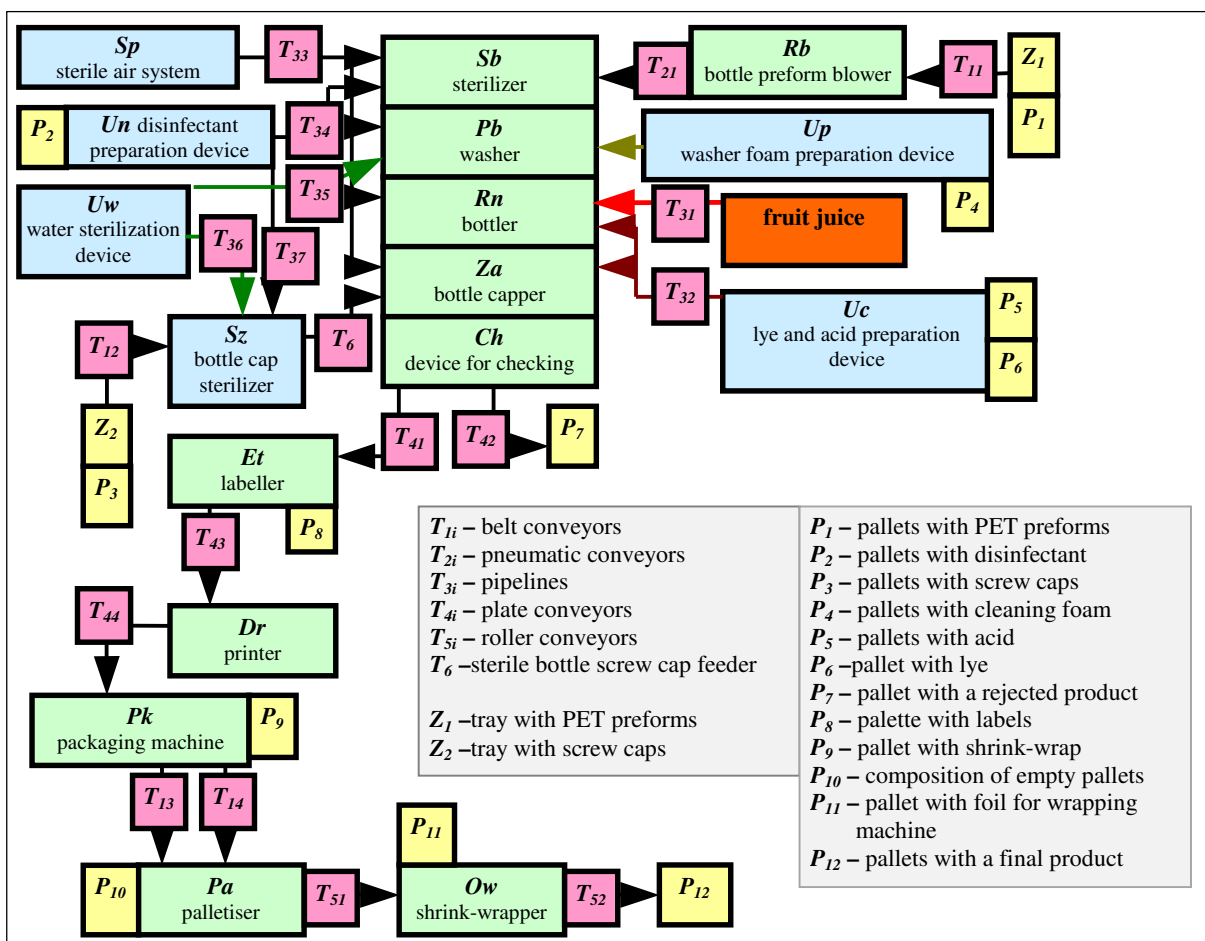 Sp
sterile air system
T33
Sb
sterilizer
T21
Rb
bottle preform blower
T11
Z1
P1
P2
Un disinfectant
preparation device
T34
Pb
washer
Up
washer foam preparation device
P4
Uw
water sterilization
device
T35
T36
T37
Rn
bottler
T31
fruit juice
Za
bottle capper
T32
Uc
lye and acid preparation
device
P5
P6
T12
Sz
bottle cap
sterilizer
T6
Ch
device for checking
Z2
P3
T41
T42
P7
Et
labeller
P8
T43
T44
Dr
printer
Pk
packaging machine
P9
T13
T14
P10
Pa
palletiser
T51
P11
Ow
shrink-wrapper
T52
P12
T1i – belt conveyors
T2i – pneumatic conveyors
T3i – pipelines
T4i – plate conveyors
T5i – roller conveyors
T6 –sterile bottle screw cap feeder
Z1 –tray with PET preforms
Z2 –tray with screw caps
P1 – pallets with PET preforms
P2 – pallets with disinfectant
P3 – pallets with screw caps
P4 – pallets with cleaning foam
P5 – pallets with acid
P6 –pallet with lye
P7 – pallet with a rejected product
P8 – palette with labels
P9 – pallet with shrink-wrap
P10 – composition of empty pallets
P11 – pallet with foil for wrapping
machine
P12 – pallets with a final product